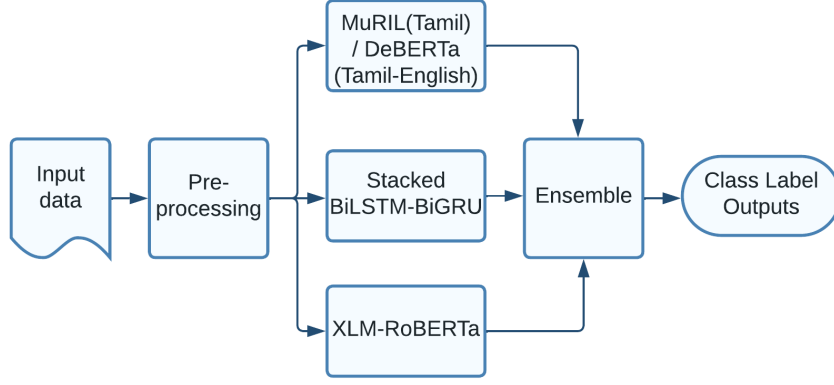 Input
data
Pre-
processing
MuRIL(Tamil)
/ DeBERTa
(Tamil-English)
Stacked
BiLSTM-BiGRU
XLM-RoBERTa
Ensemble
Class Label
Outputs